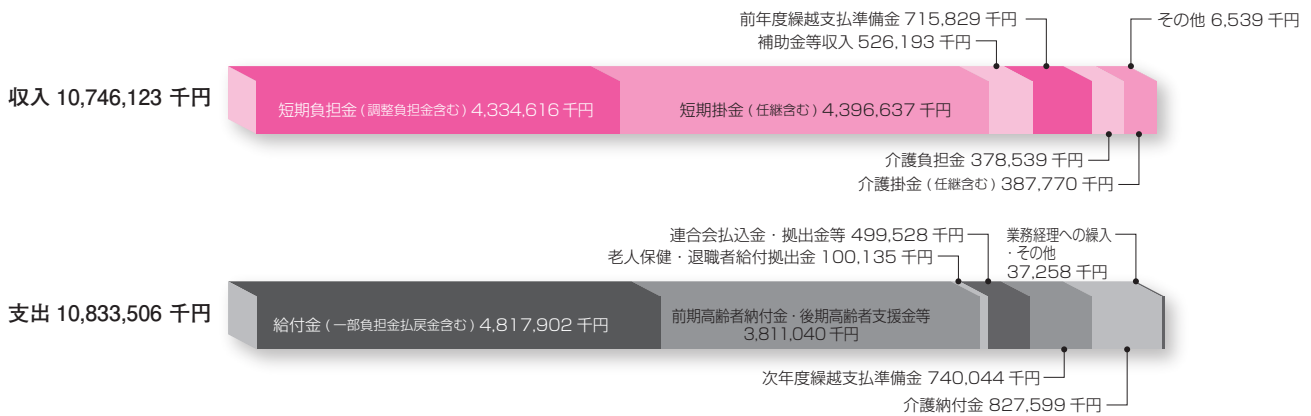 前年度繰越支払準備金 715,829 千円
その他 6,539 千円
補助金等収入 526,193 千円
収入 10,746,123 千円
短期負担金 (調整負担金含む) 4,334,616 千円
短期掛金 (任継含む) 4,396,637 千円
介護負担金 378,539 千円
介護掛金 (任継含む) 387,770 千円
連合会払込金・拠出金等 499,528 千円
業務経理への繰入
・その他
37,258 千円
老人保健・退職者給付拠出金 100,135 千円
支出 10,833,506 千円
給付金 (一部負担金払戻金含む) 4,817,902 千円
前期高齢者納付金・後期高齢者支援金等
3,811,040 千円
次年度繰越支払準備金 740,044 千円
介護納付金 827,599 千円